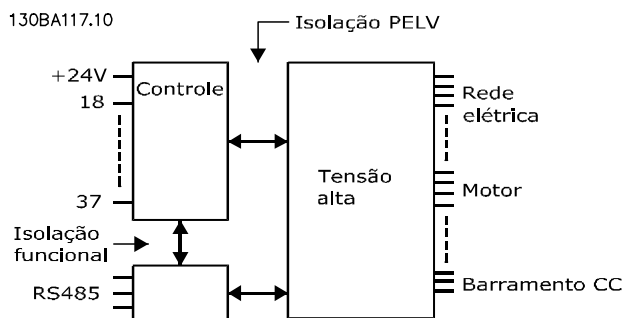 130BA117.10
Isolação PELV
+24V
Controle
18
Rede
elétrica
Tensão
alta
37
Motor
Isolação
funcional
RS485
Barramento CC